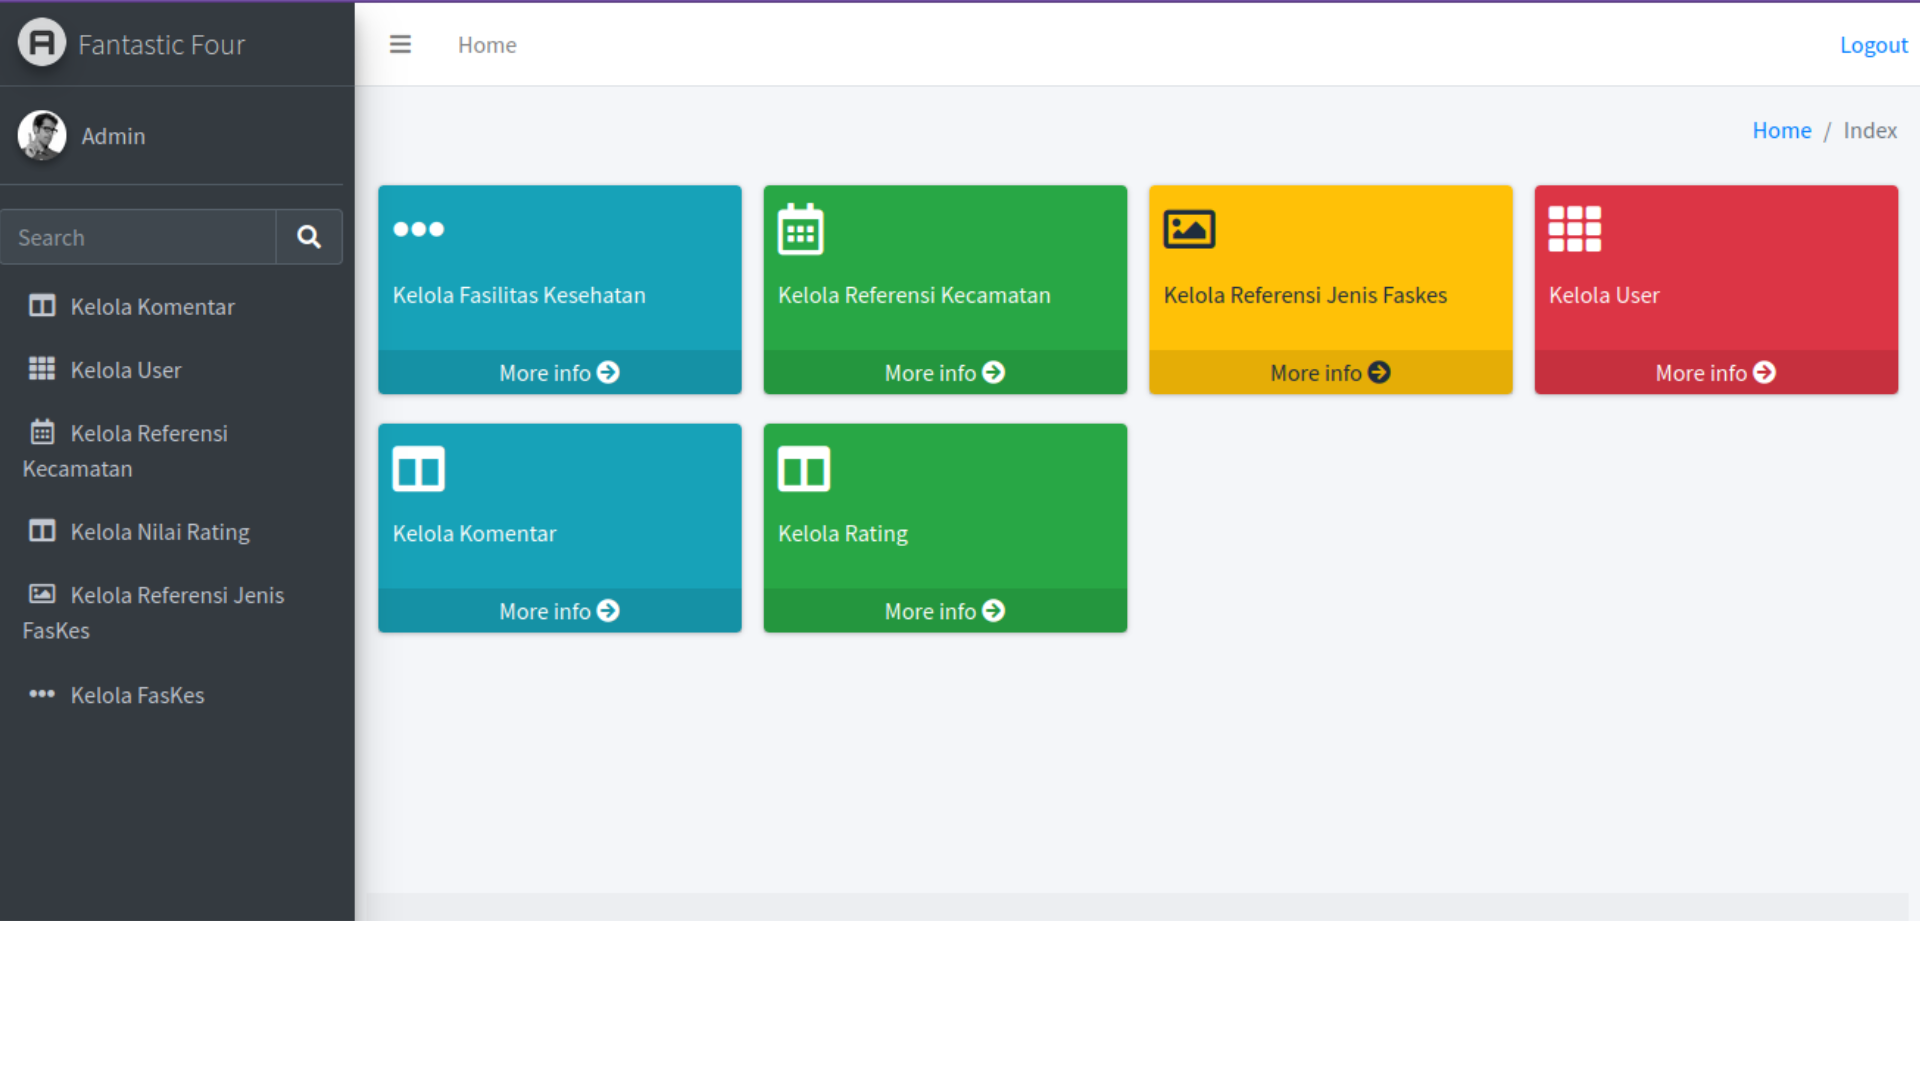 Fantastic Four
Home
Logout
Admin
Home / Index
Search
Kelola Komentar
Kelola User
Kelola Referensi
Kecamatan
Kelola Nilai Rating
Kelola Referensi Jenis
FasKes
Kelola FasKes
Kelola Fasilitas Kesehatan
More info
Kelola Referensi Kecamatan
More info
Kelola Referensi Jenis Faskes
More info
Kelola User
More info
Kelola Komentar
More info
Kelola Rating
More info